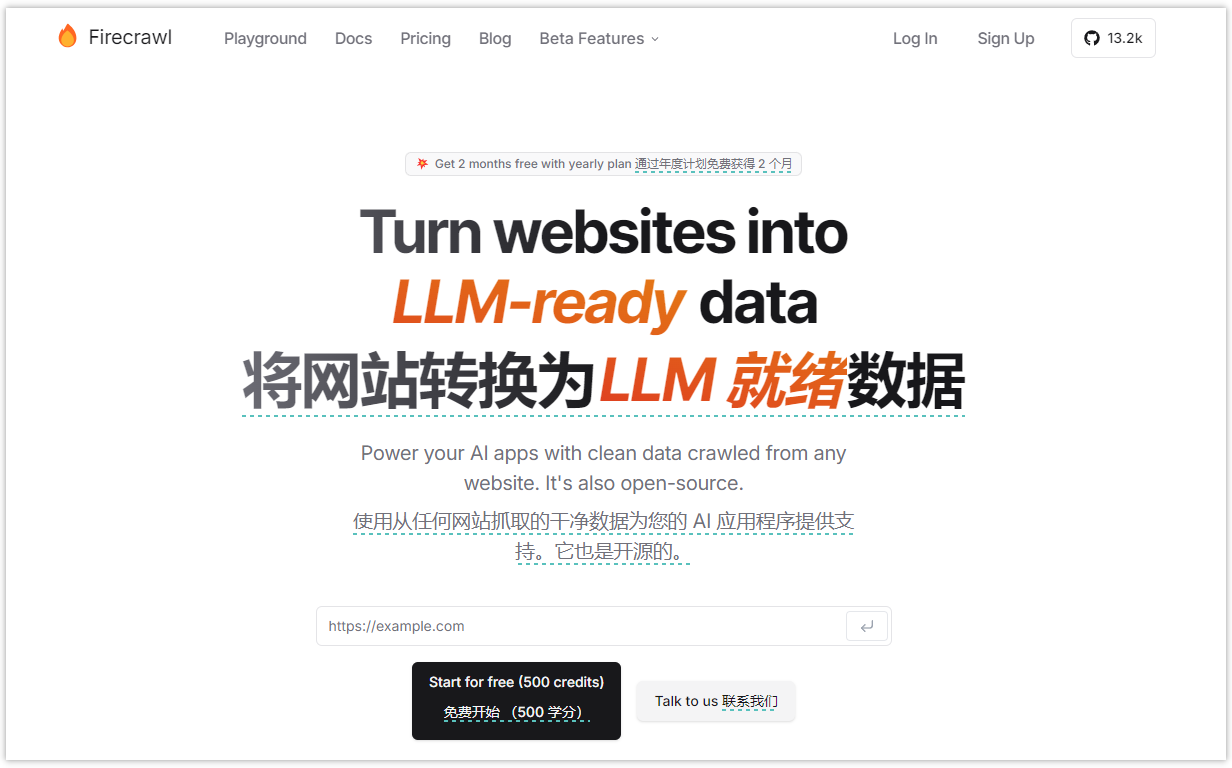 Firecrawl Playground Docs Pricing Blog Beta Features Log In Sign Up 13.2k
Get 2 months free with yearly plan 通过年度计划免费获得 2 个月
Turn websites into
LLM-ready data
将网站转换为LLM 就绪数据
Power your AI apps with clean data crawled from any
website. It's also open-source.
使用从任何网站抓取的干净数据为您的 AI 应用程序提供支
持。它也是开源的。
https://example.com
Start for free (500 credits)
免费开始 （500 学分）
Talk to us 联系我们